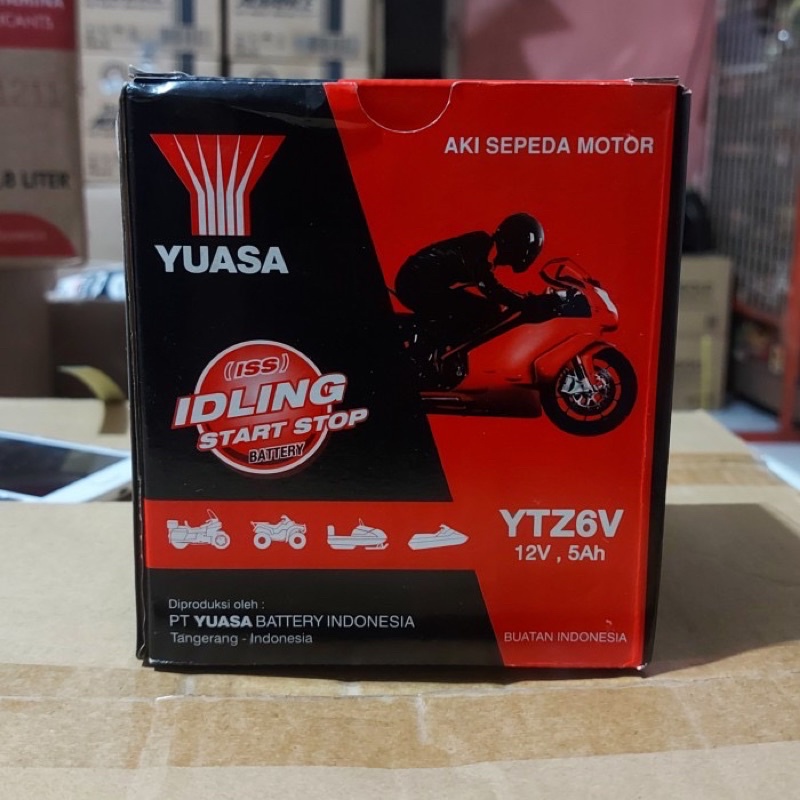 AKI SEPEDA MOTOR
YUASA
(ISS)
IDLING
START STOP
BATTERY
YTZ6V
12V , 5Ah
Diproduksi oleh :
PT YUASA BATTERY INDONESIA
Tangerang - Indonesia
BUATAN INDONESIA
LITER